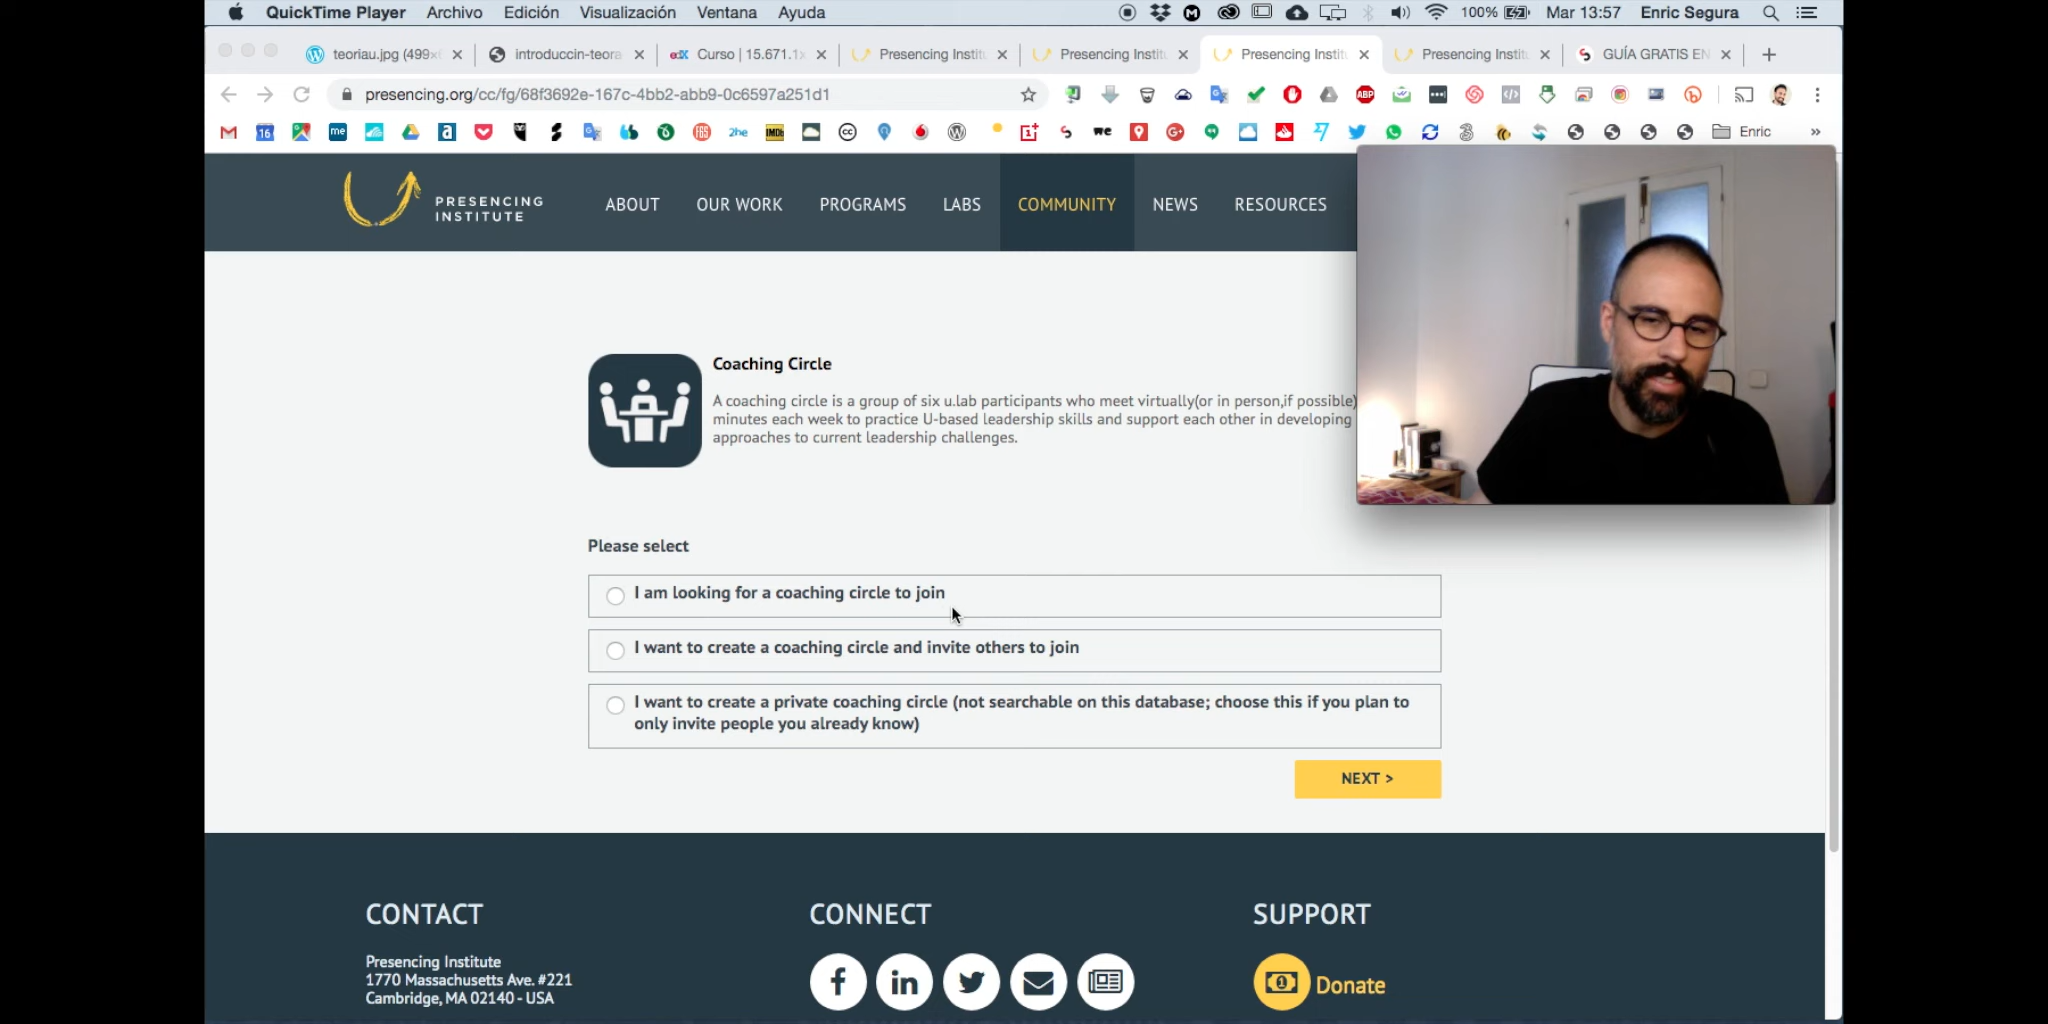 QuickTime Player Archivo Edición Visualización Ventana Ayuda 100% Mar 13:57 Enric Segura
teoriau.jpg (499x introduccin-teora Curso | 15.671.1x Presencing Institu Presencing Institu Presencing Institu Presencing Institu GUÍA GRATIS EN
presencing.org/cc/fg/68f3692e-167c-4bb2-abb9-0c6597a251d1
Enric
PRESENCING
INSTITUTE
ABOUT OUR WORK PROGRAMS LABS COMMUNITY NEWS RESOURCES
Coaching Circle
A coaching circle is a group of six u.lab participants who meet virtually(or in person,if possible)
minutes each week to practice U-based leadership skills and support each other in developing
approaches to current leadership challenges.
Please select
I am looking for a coaching circle to join
I want to create a coaching circle and invite others to join
I want to create a private coaching circle (not searchable on this database; choose this if you plan to
only invite people you already know)
NEXT >
CONTACT
Presencing Institute
1770 Massachusetts Ave. #221
Cambridge, MA 02140 - USA
CONNECT
SUPPORT
Donate